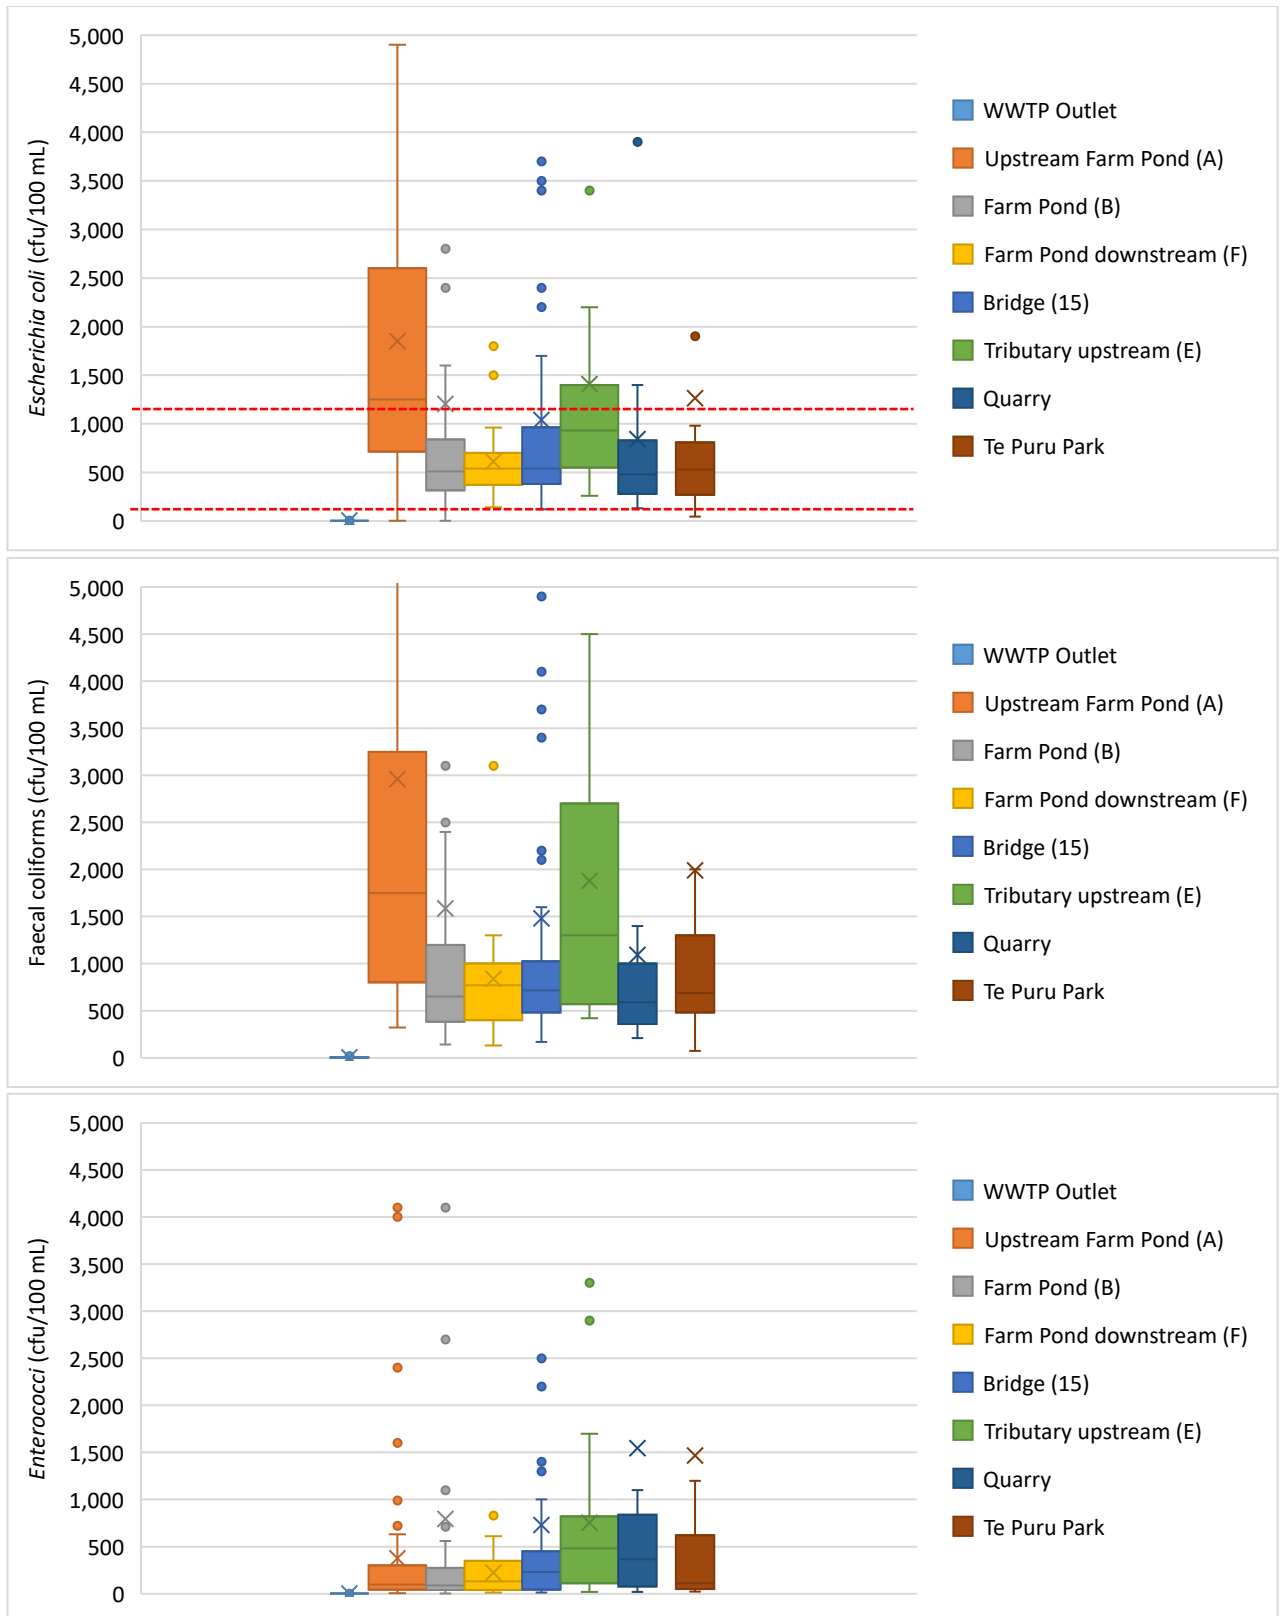 5,000
4,500
4,000
3,500
3,000
2,500
2,000
1,500
1,000
500
0
Escherichia coli (cfu/100 mL)
WWTP Outlet
Upstream Farm Pond (A)
Farm Pond (B)
Farm Pond downstream (F)
Bridge (15)
Tributary upstream (E)
Quarry
Te Puru Park
5,000
4,500
4,000
3,500
3,000
2,500
2,000
1,500
1,000
500
0
Faecal coliforms (cfu/100 mL)
WWTP Outlet
Upstream Farm Pond (A)
Farm Pond (B)
Farm Pond downstream (F)
Bridge (15)
Tributary upstream (E)
Quarry
Te Puru Park
5,000
4,500
4,000
3,500
3,000
2,500
2,000
1,500
1,000
500
0
Enterococci (cfu/100 mL)
WWTP Outlet
Upstream Farm Pond (A)
Farm Pond (B)
Farm Pond downstream (F)
Bridge (15)
Tributary upstream (E)
Quarry
Te Puru Park